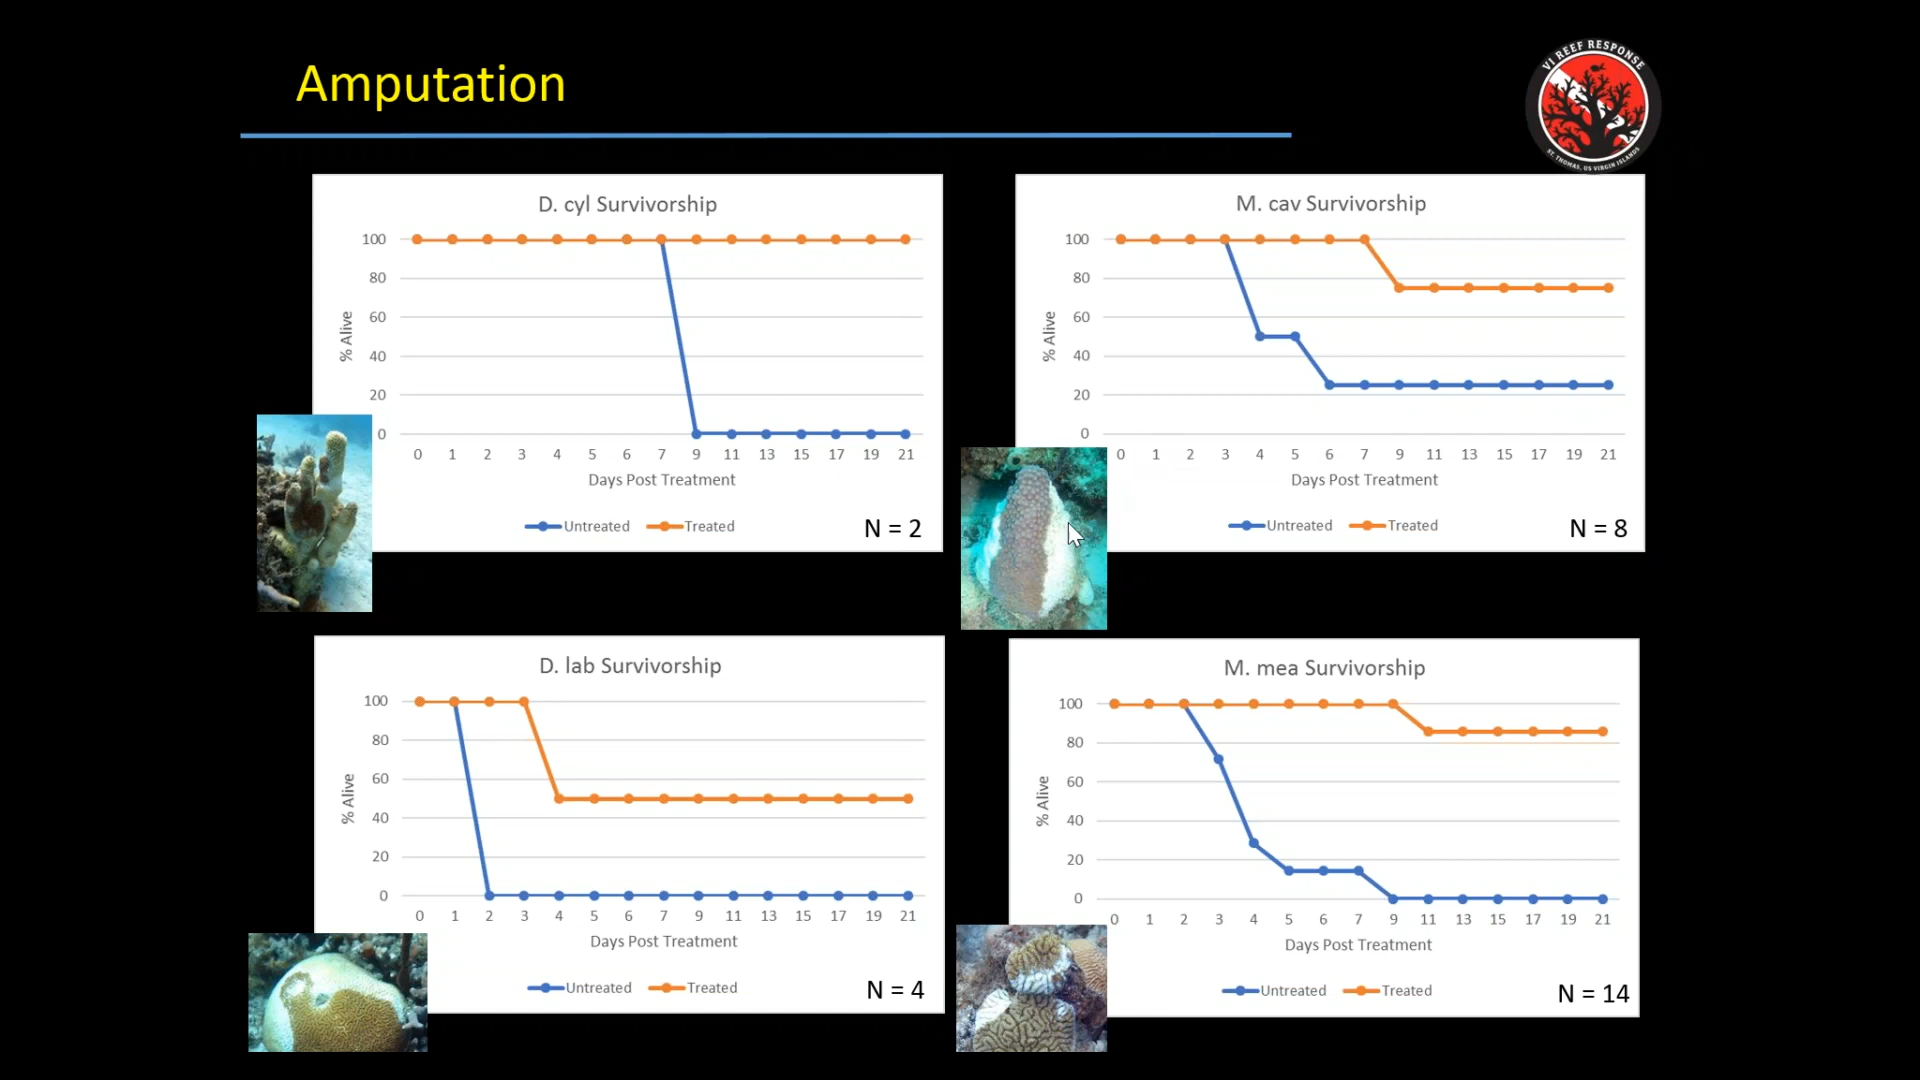 Amputation
VI REEF RESPONSE
ST. THOMAS, US VIRGIN ISLANDS
D. cyl Survivorship
% Alive
100
80
60
40
20
0
0 1 2 3 4 5 6 7 9 11 13 15 17 19 21
Days Post Treatment
Untreated Treated
N = 2
M. cav Survivorship
% Alive
100
80
60
40
20
0
0 1 2 3 4 5 6 7 9 11 13 15 17 19 21
Days Post Treatment
Untreated Treated
N = 8
D. lab Survivorship
% Alive
100
80
60
40
20
0
0 1 2 3 4 5 6 7 9 11 13 15 17 19 21
Days Post Treatment
Untreated Treated
N = 4
M. mea Survivorship
% Alive
100
80
60
40
20
0
0 1 2 3 4 5 6 7 9 11 13 15 17 19 21
Days Post Treatment
Untreated Treated
N = 14